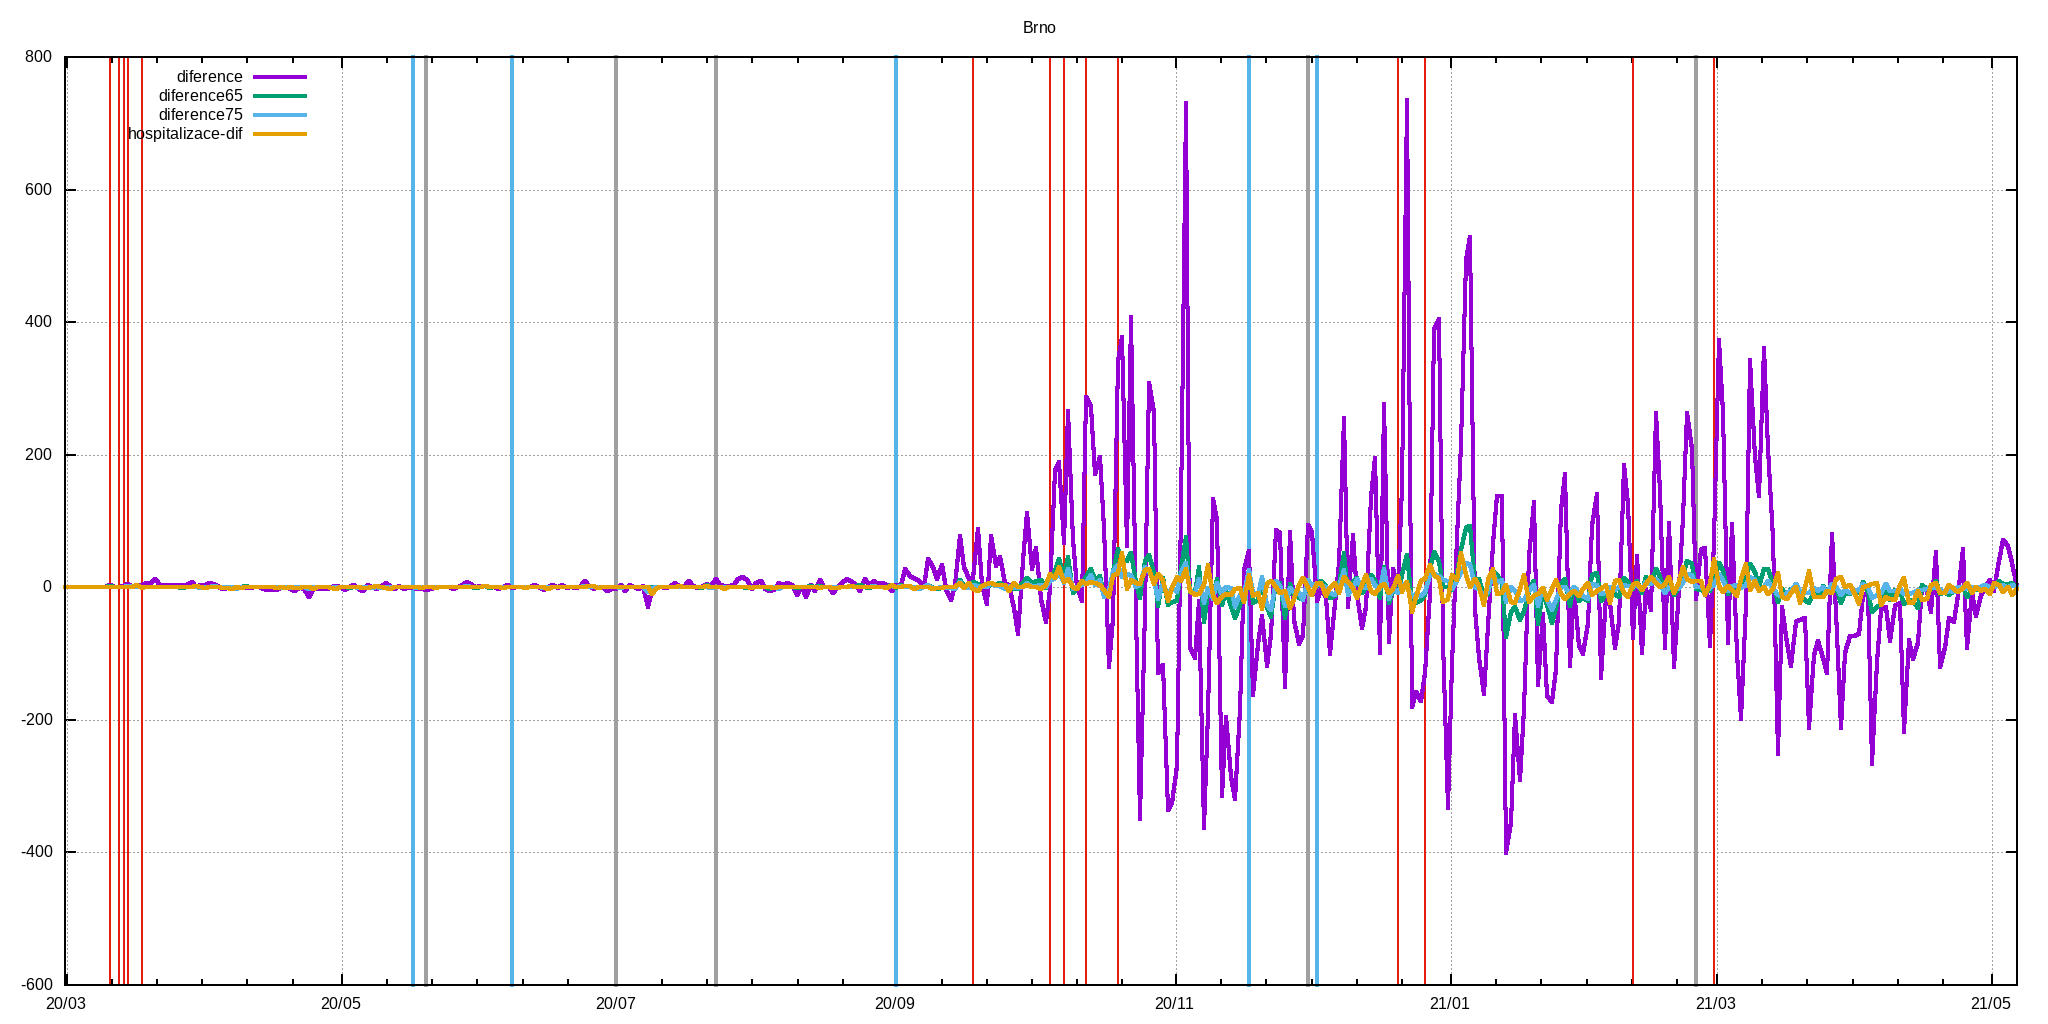 Brno
800
600
400
200
0
-200
-400
-600
diference
diference65
diference75
hospitalizace-dif
20/03 20/05 20/07 20/09 20/11 21/01 21/03 21/05